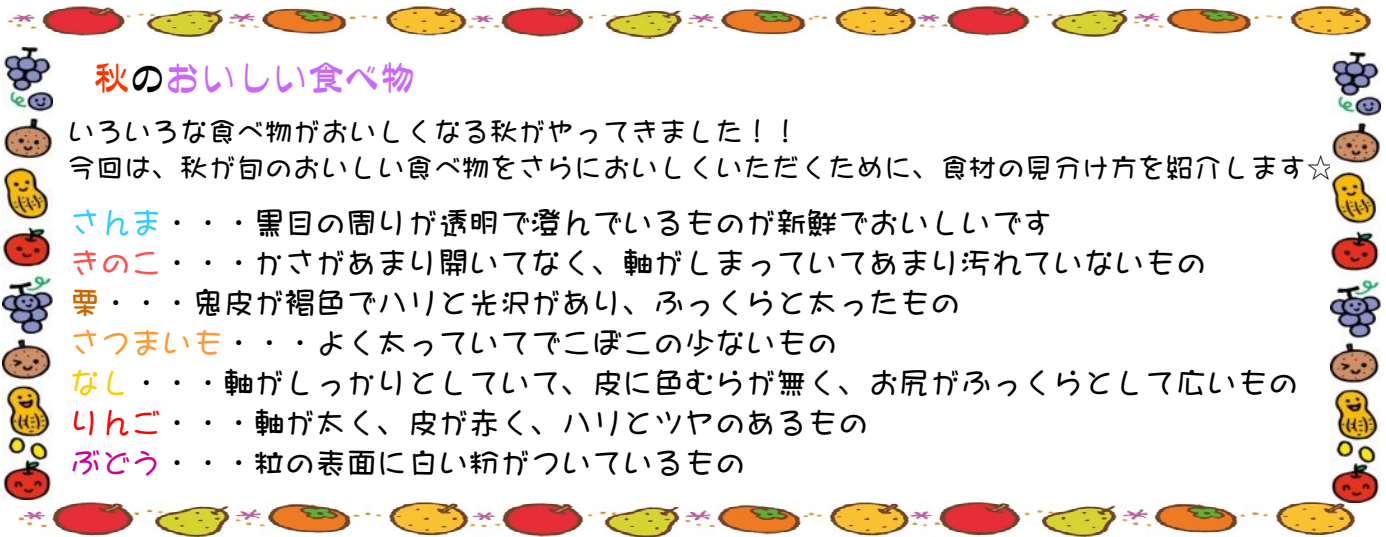 秋のおいしい食べ物
いろいろな食べ物がおいしくなる秋がやってきました！！
今回は、秋が旬のおいしい食べ物をさらにおいしくいただくために、食材の見分け方を紹介します☆
さんま・・・黒目の周りが透明で澄んでいるものが新鮮でおいしいです
きのこ・・・かさがあまり開いてなく、軸がしまっていてあまり汚れていないもの
栗・・・鬼皮が褐色でハリと光沢があり、ふっくらと太ったもの
さつまいも・・・よく太っていてでこぼこの少ないもの
なし・・・軸がしっかりとしていて、皮に色むらが無く、お尻がふっくらとして広いもの
りんご・・・軸が太く、皮が赤く、ハリとツヤのあるもの
ぶどう・・・粒の表面に白い粉がついているもの